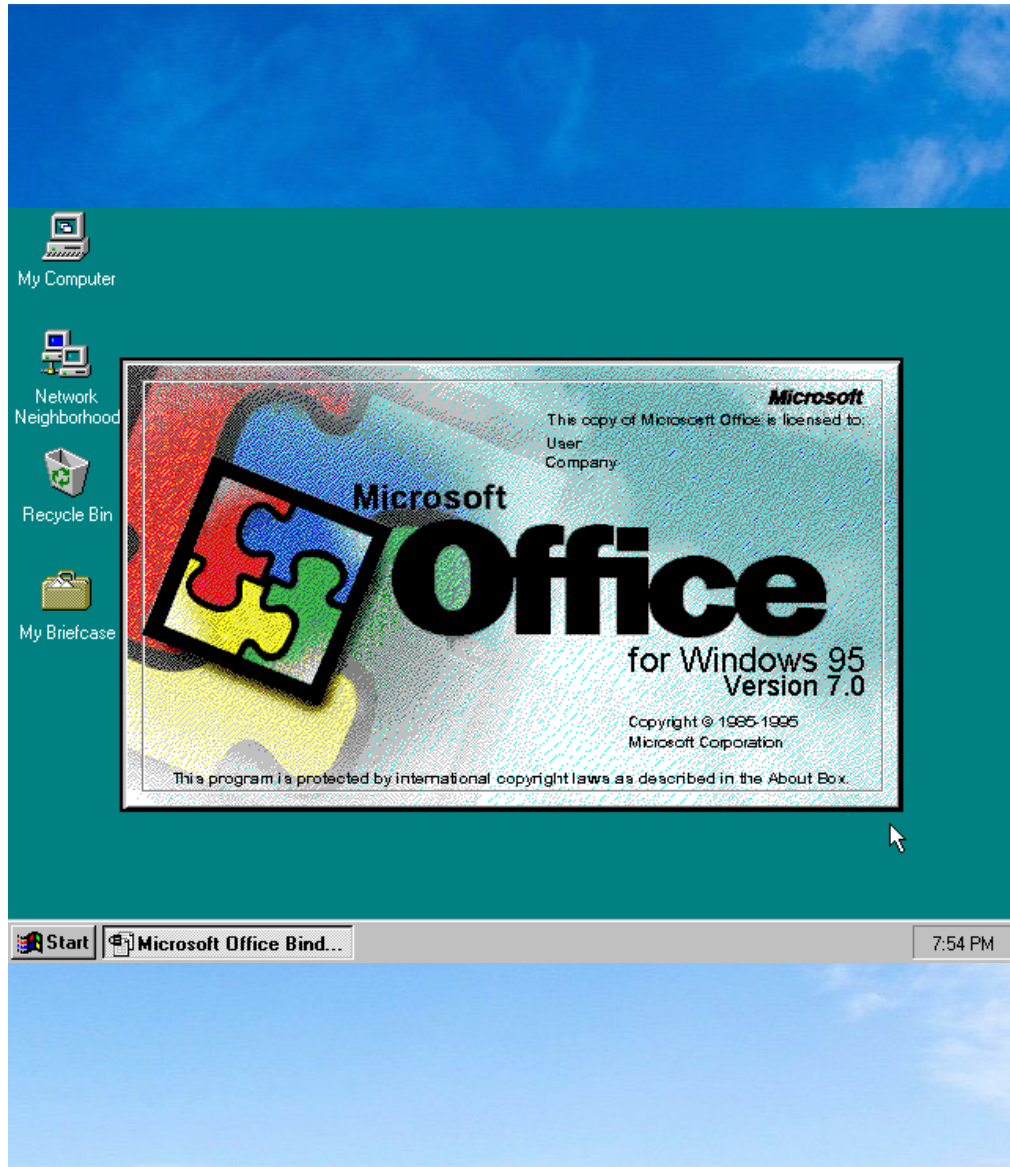 My Computer
Network
Neighborhood
Recycle Bin
My Briefcase
Microsoft
This copy of Microsoft Office is licensed to:
User
Company
Microsoft
Office
for Windows 95
Version 7.0
Copyright © 1985-1995
Microsoft Corporation
This program is protected by international copyright laws as described in the About Box.
Start
Microsoft Office Bind...
7:54 PM